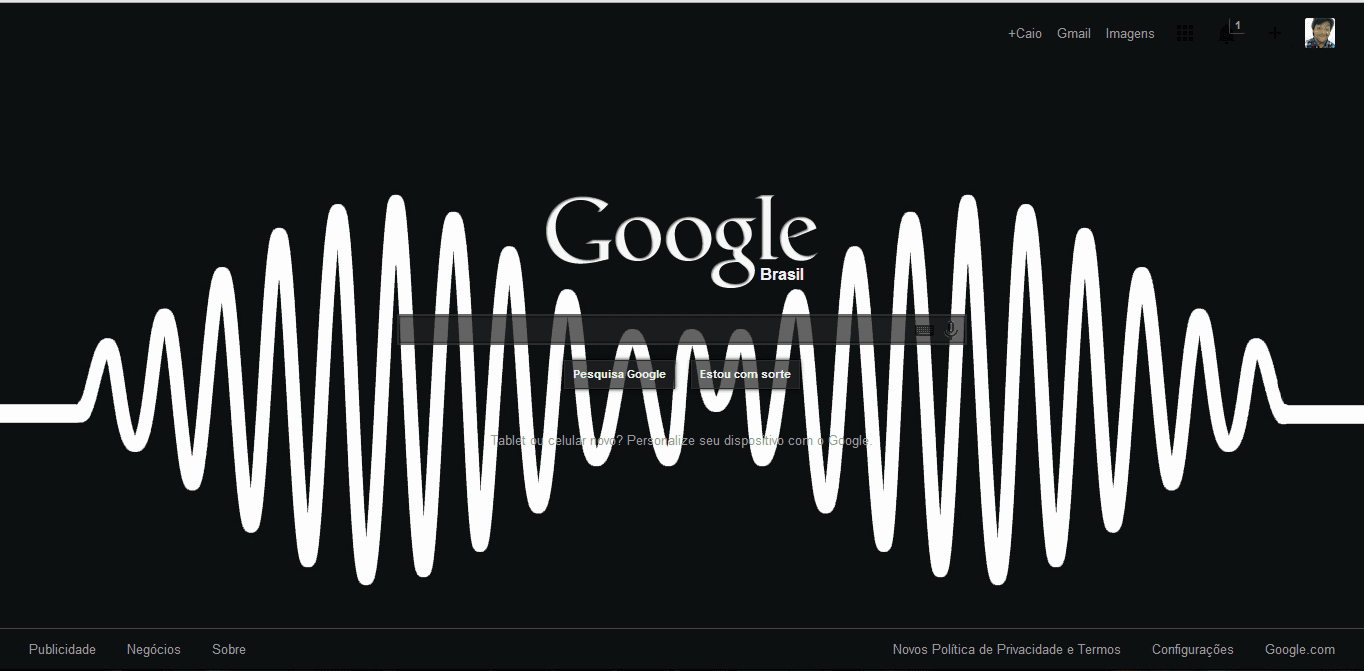 +Caio Gmail Imagens 1
Google
Brasil
Pesquisa Google Estou com sorte
Tablet ou celular novo? Personalize seu dispositivo com o Google.
Publicidade Negócios Sobre Novos Política de Privacidade e Termos Configurações Google.com